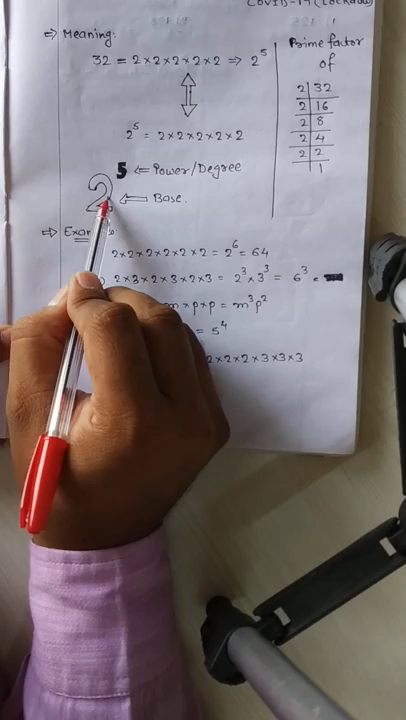 COVID-19 (Lockdown)
⇒ Meaning:
32 = 2×2×2×2×2 ⇒ 2⁵
2⁵ = 2×2×2×2×2
5 ⇐ Power/Degree
2 ⇐ Base.
⇒ Examples:
2×2×2×2×2×2 = 2⁶ = 64
2×3×2×3×2×3 = 2³×3³ = 6³ =
×p×p = m³p²
= 5⁴
2×2×2×3×3×3
Prime factor
of
2 | 32
2 | 16
2 | 8
2 | 4
2 | 2
| 1